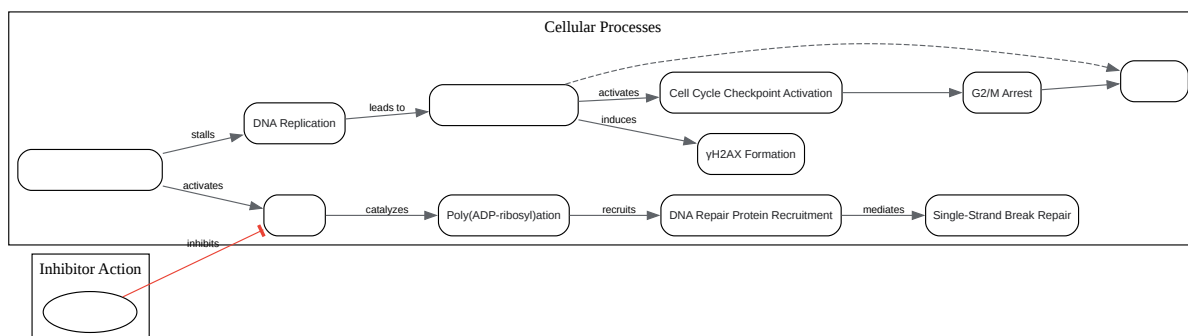 Cellular Processes
stalls
DNA Replication
leads to
activates
Cell Cycle Checkpoint Activation
G2/M Arrest
induces
γH2AX Formation
activates
catalyzes
Poly(ADP-ribosyl)ation
recruits
DNA Repair Protein Recruitment
mediates
Single-Strand Break Repair
inhibits
Inhibitor Action